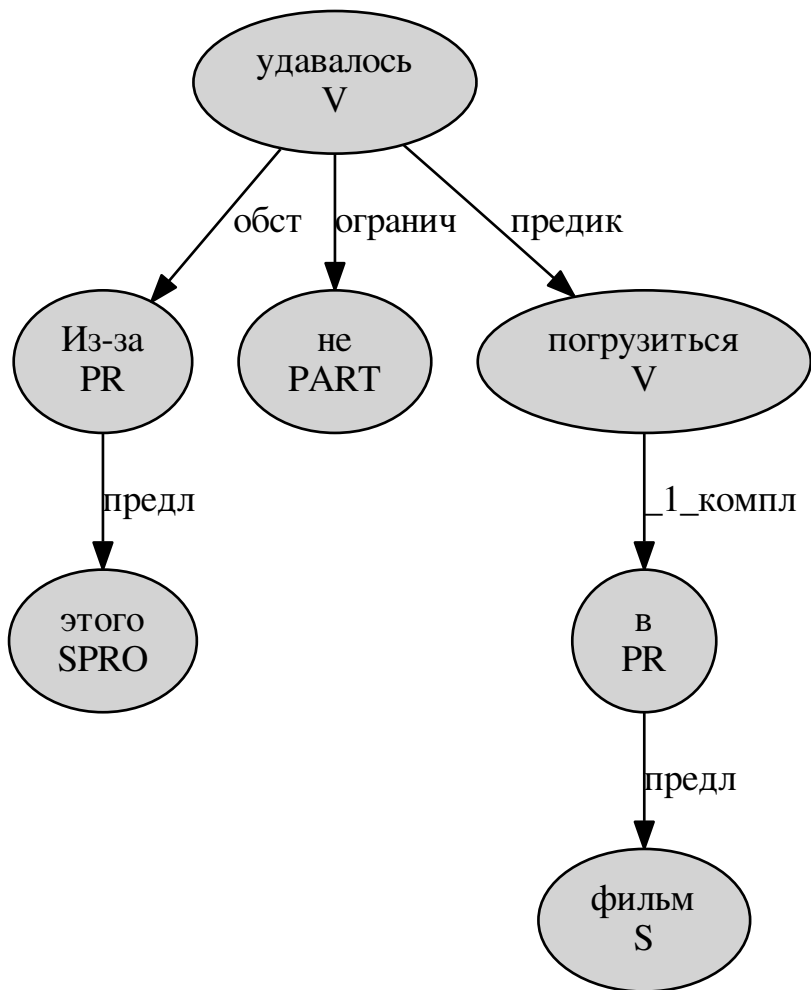 удавалось
V
обст
огранич
предик
Из-за
PR
не
PART
погрузиться
V
предл
_1_компл
этого
SPRO
в
PR
предл
фильм
S